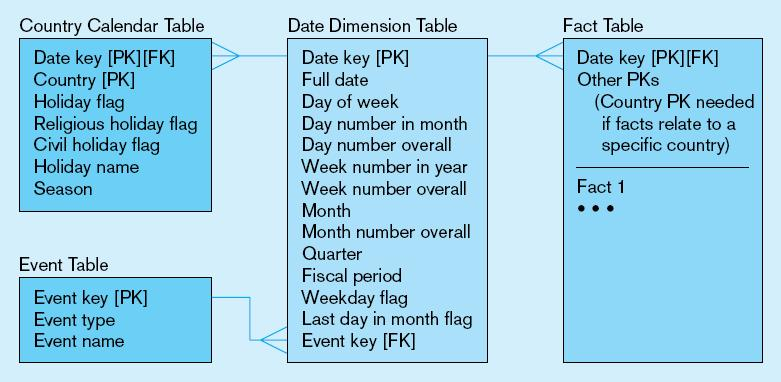 Country Calendar Table
Date key [PK][FK]
Country [PK]
Holiday flag
Religious holiday flag
Civil holiday flag
Holiday name
Season
Event Table
Event key [PK]
Event type
Event name
Date Dimension Table
Date key [PK]
Full date
Day of week
Day number in month
Day number overall
Week number in year
Week number overall
Month
Month number overall
Quarter
Fiscal period
Weekday flag
Last day in month flag
Event key [FK]
Fact Table
Date key [PK][FK]
Other PKs
(Country PK needed
if facts relate to a
specific country)
Fact 1
• • •